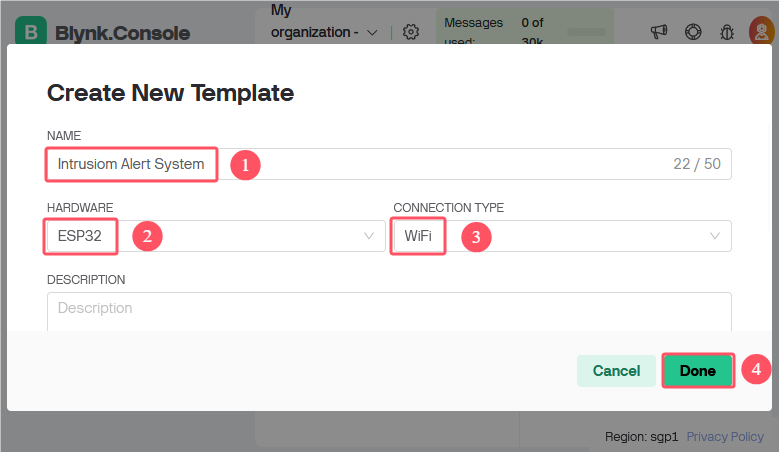 B Blynk.Console
My
organization -
Messages
used:
0 of
30k
Create New Template
NAME
Intrusiom Alert System
22 / 50
1
HARDWARE
CONNECTION TYPE
ESP32
2
WiFi
3
DESCRIPTION
Description
Cancel
Done
4
Region: sgp1 Privacy Policy